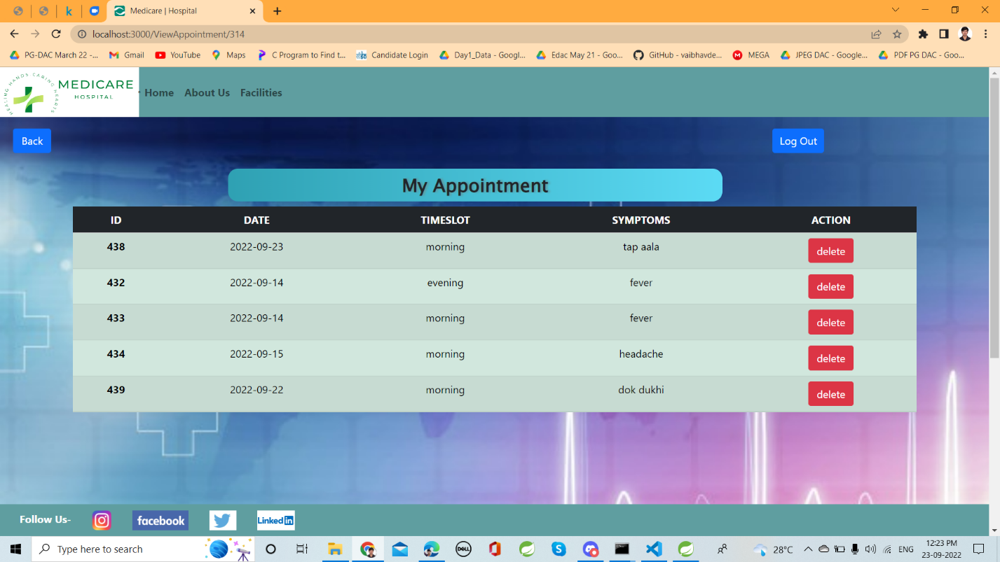 k
Medicare | Hospital
localhost:3000/ViewAppointment/314
PG-DAC March 22 -... Gmail YouTube Maps C Program to Find t... Candidate Login Day1_Data - Googl... Edac May 21 - Goo... GitHub - vaibhavde... MEGA JPEG DAC - Google... PDF PG DAC - Goo...
HEALING HANDS CARING HEARTS
MEDICARE
HOSPITAL
Home About Us Facilities
Back Log Out
My Appointment
ID DATE TIMESLOT SYMPTOMS ACTION
438 2022-09-23 morning tap aala delete
432 2022-09-14 evening fever delete
433 2022-09-14 morning fever delete
434 2022-09-15 morning headache delete
439 2022-09-22 morning dok dukhi delete
Follow Us- facebook Linked in
Type here to search DELL 28°C ENG 12:23 PM
23-09-2022